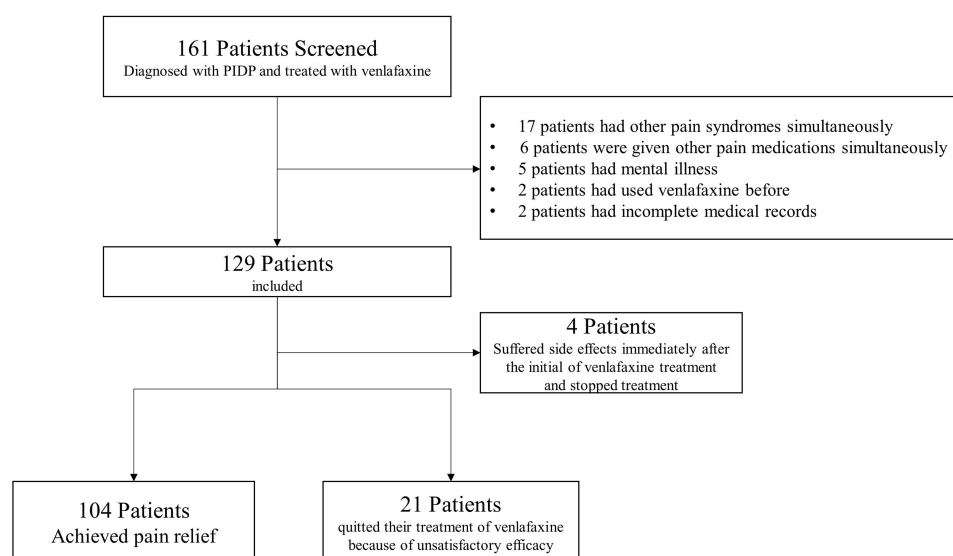 161 Patients Screened
Diagnosed with PIDP and treated with venlafaxine
• 17 patients had other pain syndromes simultaneously
• 6 patients were given other pain medications simultaneously
• 5 patients had mental illness
• 2 patients had used venlafaxine before
• 2 patients had incomplete medical records
129 Patients
included
4 Patients
Suffered side effects immediately after
the initial of venlafaxine treatment
and stopped treatment
104 Patients
Achieved pain relief
21 Patients
quitted their treatment of venlafaxine
because of unsatisfactory efficacy